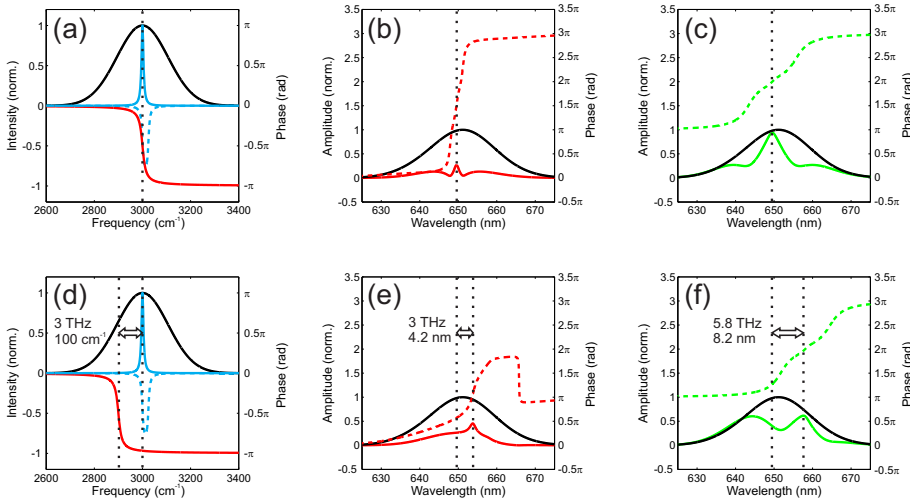 (a)
1
0.5
0
-0.5
-1
π
0.5π
0
-0.5π
-π
Intensity (norm.)
Phase (rad)
2600 2800 3000 3200 3400
Frequency (cm-1)
(b)
3.5
3
2.5
2
1.5
1
0.5
0
-0.5
3.5π
3π
2.5π
2π
1.5π
π
0.5π
0
-0.5π
Amplitude (norm.)
Phase (rad)
630 640 650 660 670
Wavelength (nm)
(c)
3.5
3
2.5
2
1.5
1
0.5
0
-0.5
3.5π
3π
2.5π
2π
1.5π
π
0.5π
0
-0.5π
Amplitude (norm.)
Phase (rad)
630 640 650 660 670
Wavelength (nm)
(d)
3 THz
100 cm-1
1
0.5
0
-0.5
-1
π
0.5π
0
-0.5π
-π
Intensity (norm.)
Phase (rad)
2600 2800 3000 3200 3400
Frequency (cm-1)
(e)
3 THz
4.2 nm
3.5
3
2.5
2
1.5
1
0.5
0
-0.5
3.5π
3π
2.5π
2π
1.5π
π
0.5π
0
-0.5π
Amplitude (norm.)
Phase (rad)
630 640 650 660 670
Wavelength (nm)
(f)
5.8 THz
8.2 nm
3.5
3
2.5
2
1.5
1
0.5
0
-0.5
3.5π
3π
2.5π
2π
1.5π
π
0.5π
0
-0.5π
Amplitude (norm.)
Phase (rad)
630 640 650 660 670
Wavelength (nm)